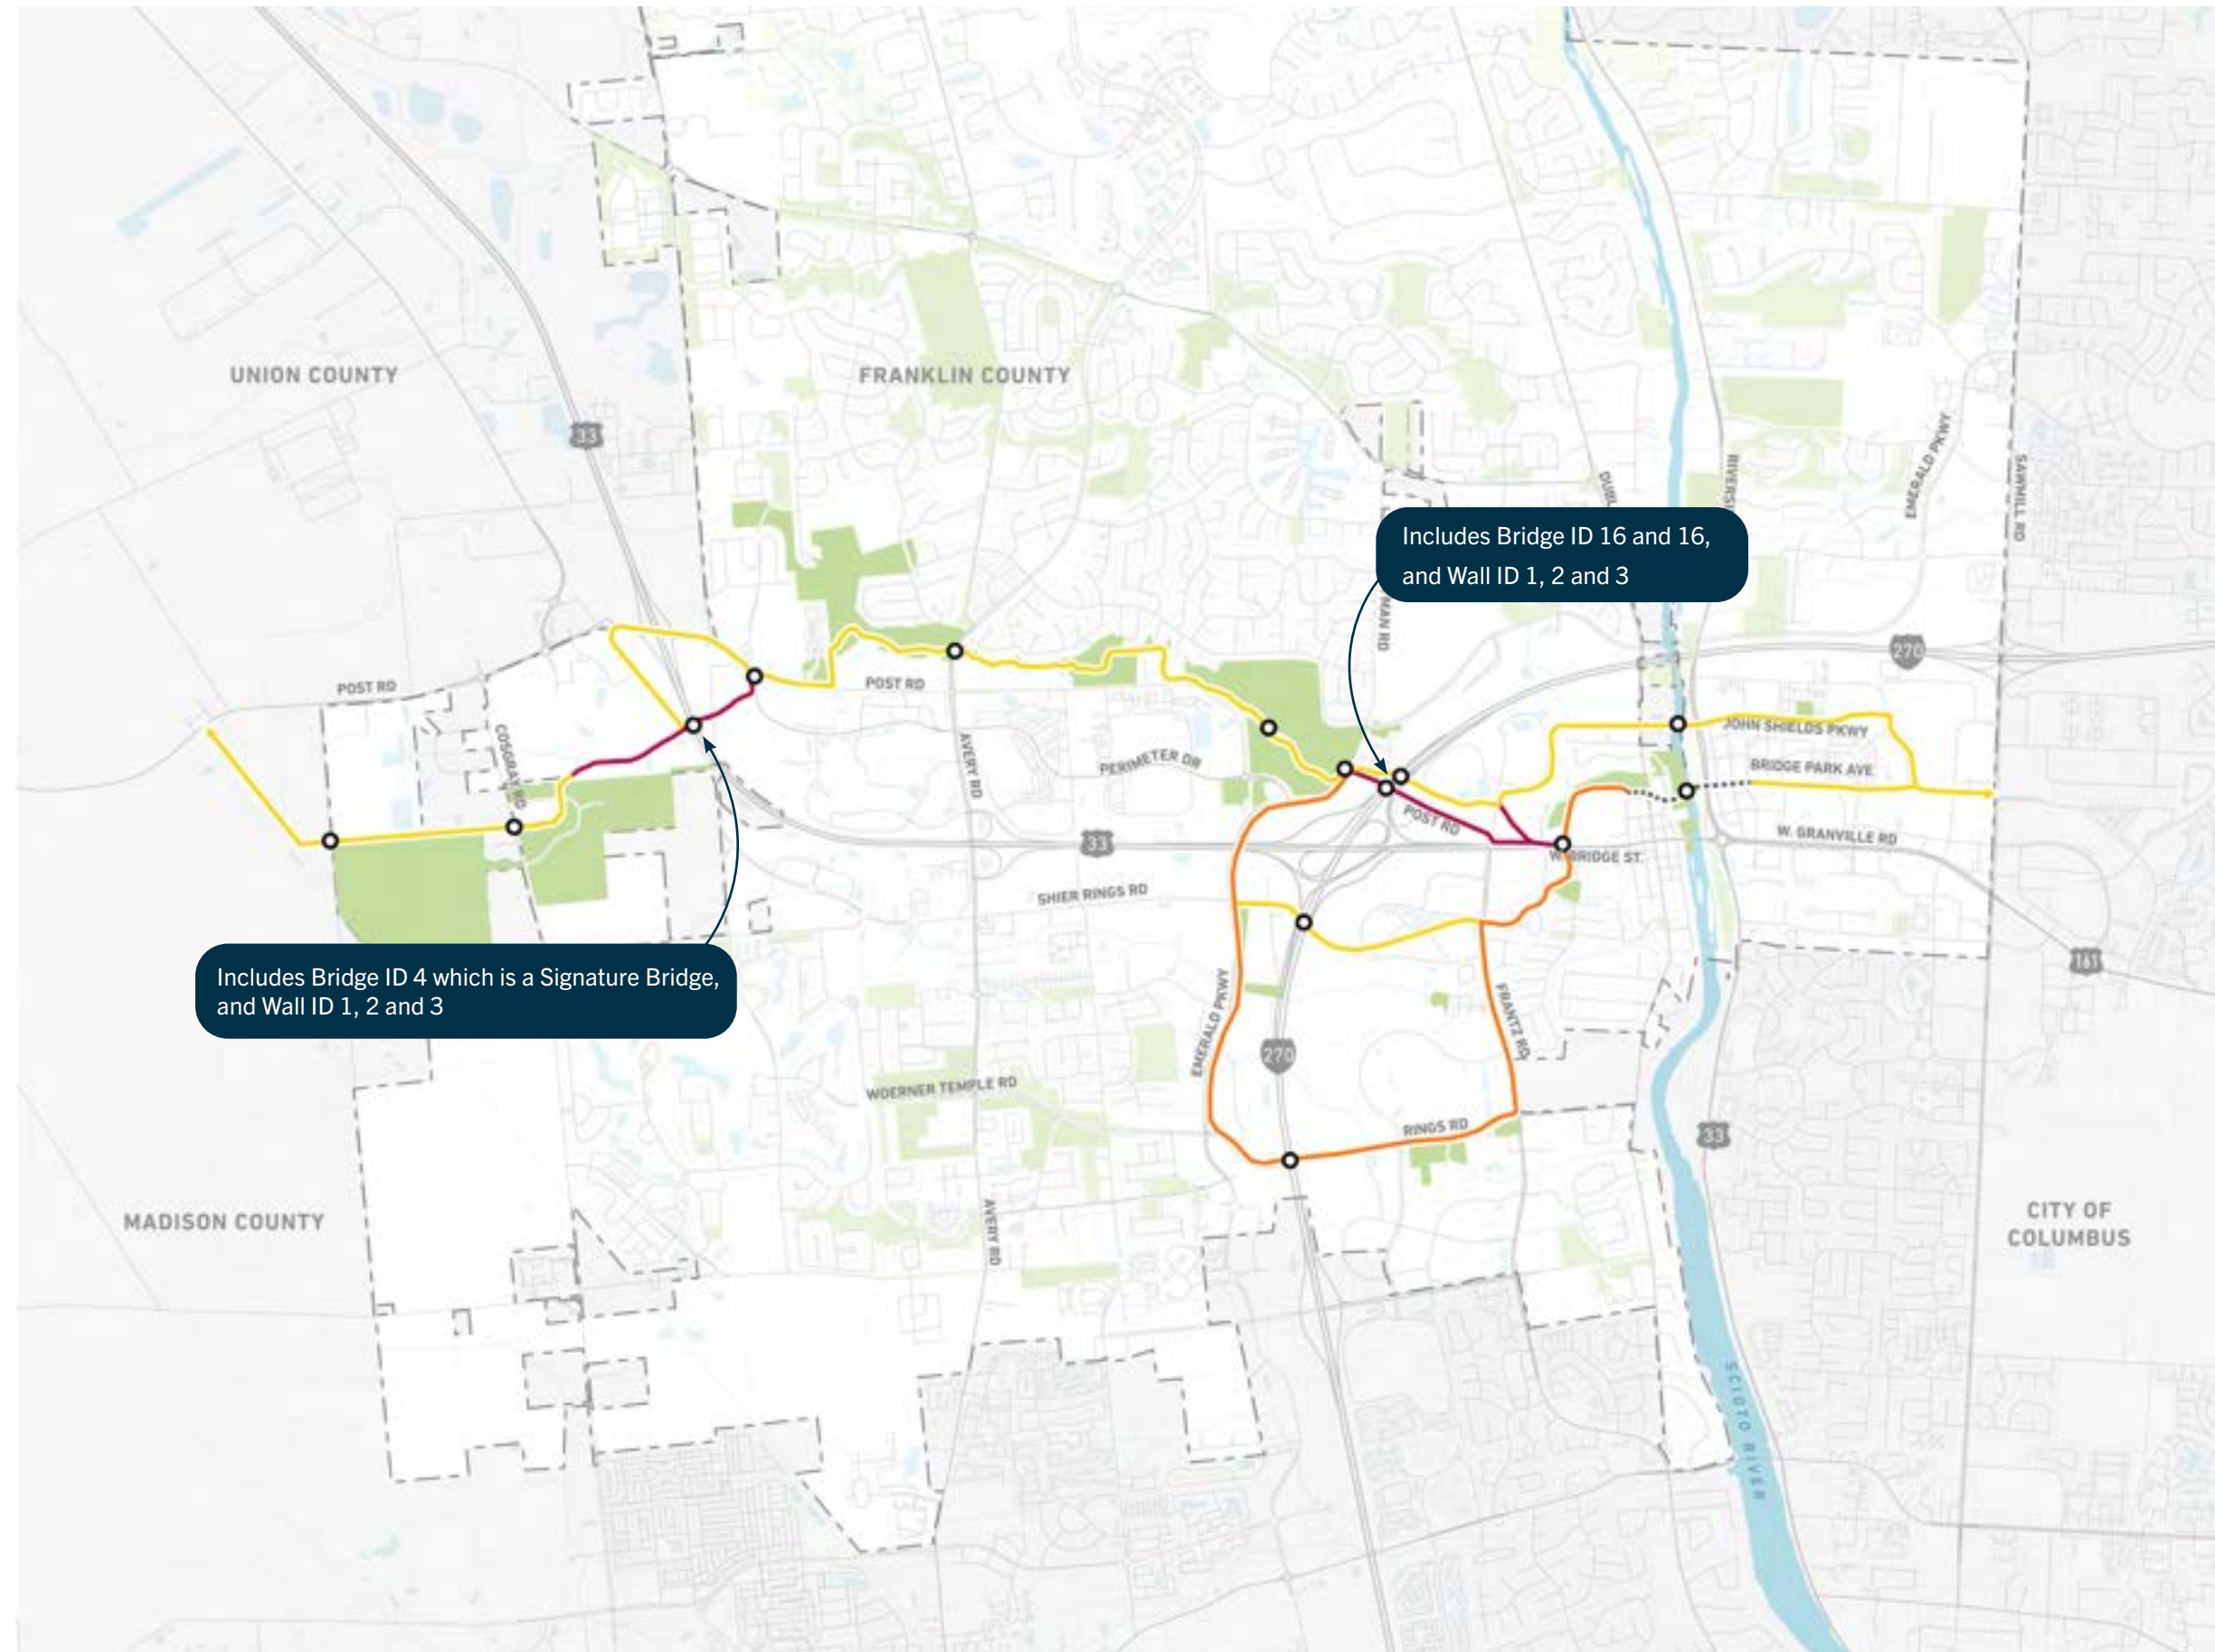 UNION COUNTY
FRANKLIN COUNTY
33
EMERALD PKWY
SAWMILL RD
Includes Bridge ID 16 and 16,
and Wall ID 1, 2 and 3
270
POST RD
POST RD
COSGRAY RD
AVERY RD
PERIMETER DR
JOHN SHIELDS PKWY
BRIDGE PARK AVE
POST RD
33
W. BRIDGE ST.
W. GRANVILLE RD
SHIER RINGS RD
161
Includes Bridge ID 4 which is a Signature Bridge,
and Wall ID 1, 2 and 3
EMERALD PKWY
FRANTZ RD
270
WOERNER TEMPLE RD
RINGS RD
33
MADISON COUNTY
AVERY RD
CITY OF
COLUMBUS
SCIOTO RIVER